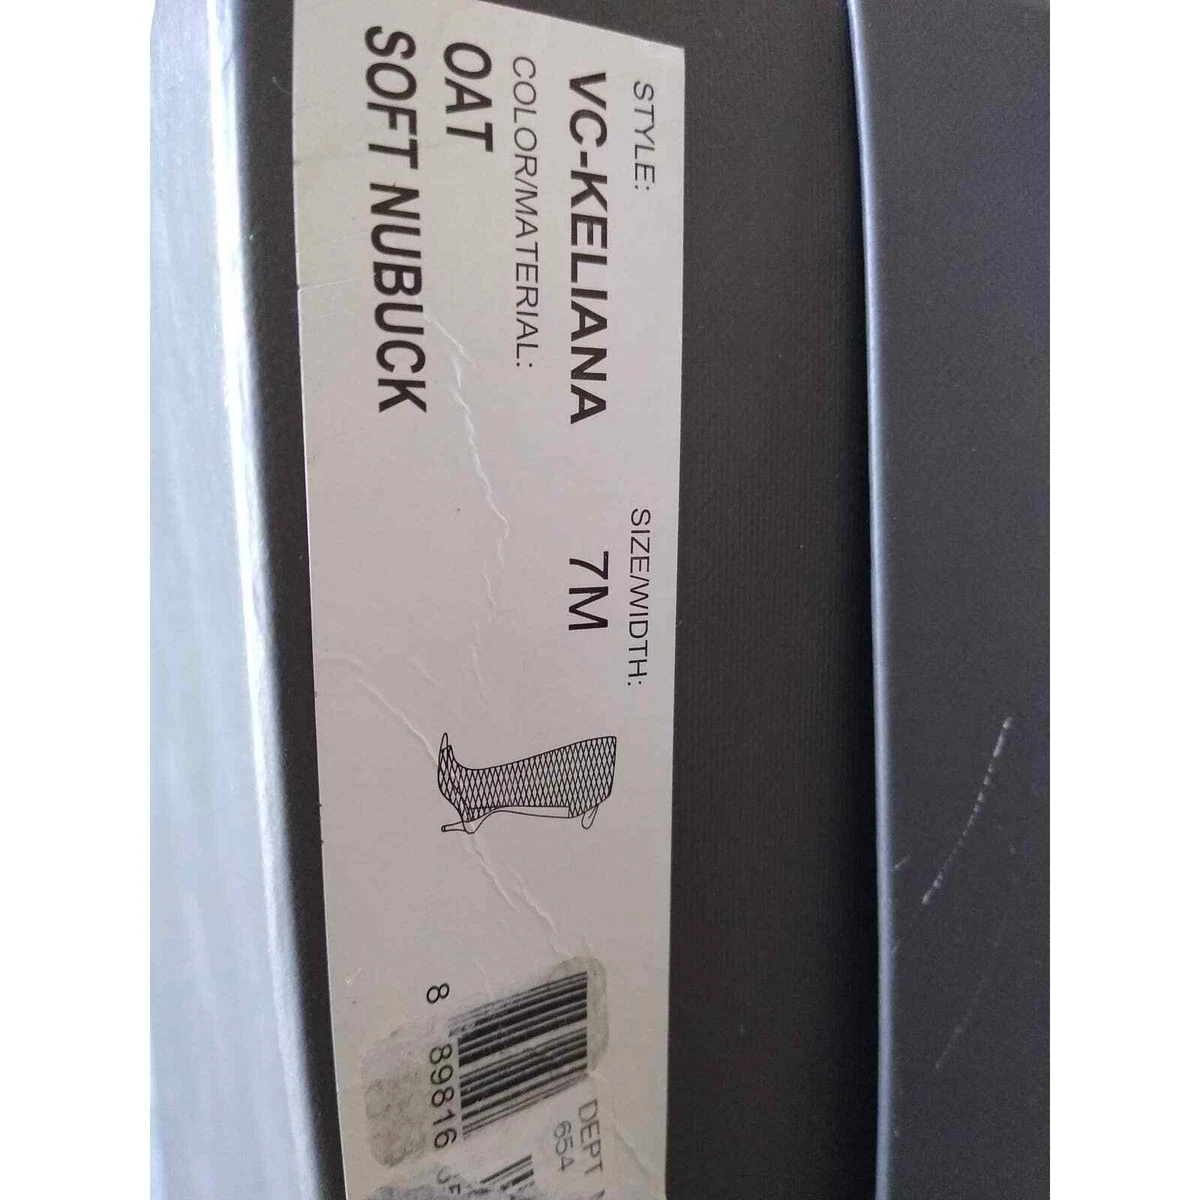 STYLE:
VC-KELIANA
COLOR/MATERIAL:
OAT
SOFT NUBUCK
SIZE/WIDTH:
7M
DEPT
654
8 89816